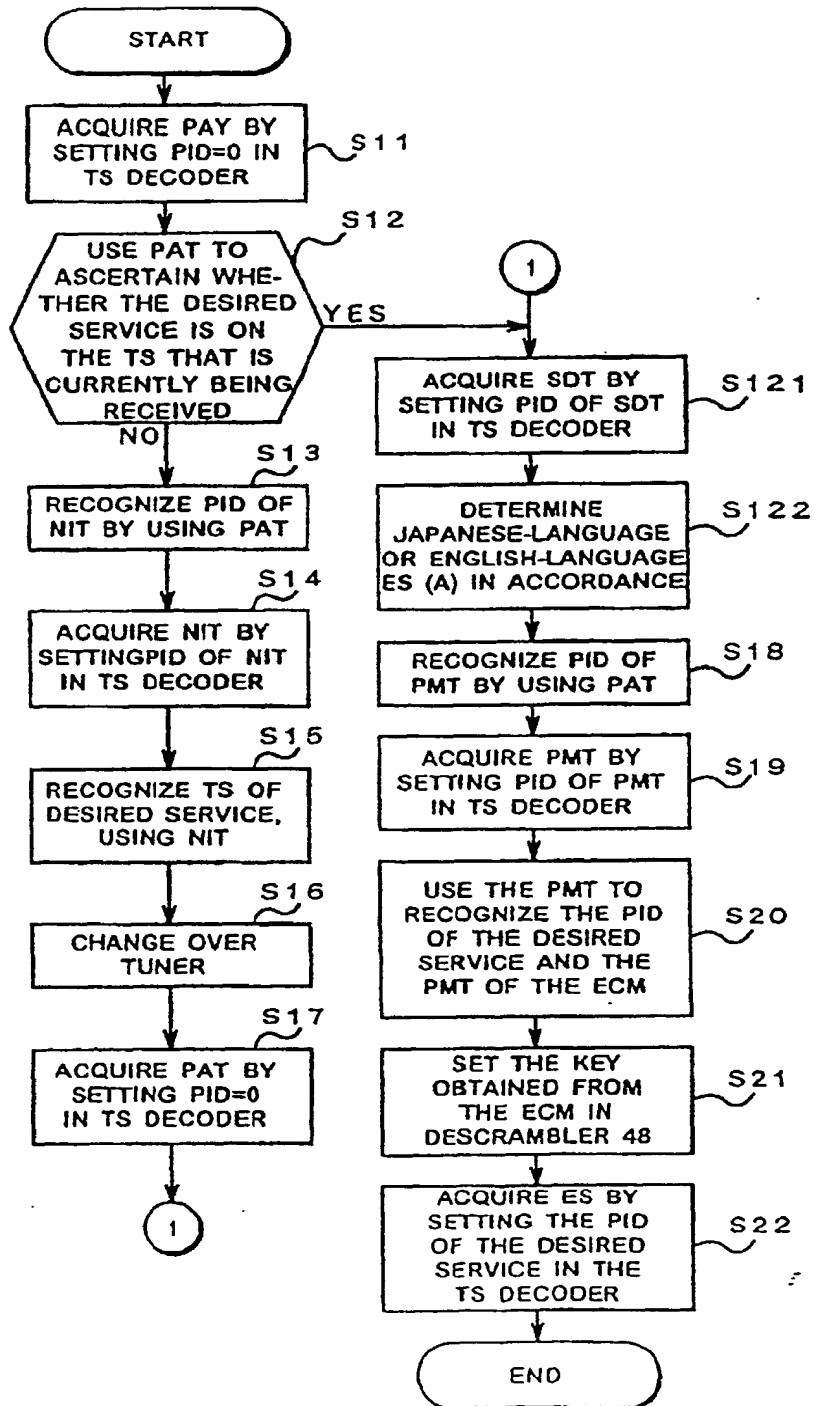 START
ACQUIRE PAY BY
SETTING PID=0 IN
TS DECODER
S11
USE PAT TO
ASCERTAIN WHE-
THER THE DESIRED
SERVICE IS ON
THE TS THAT IS
CURRENTLY BEING
RECEIVED
S12
YES
NO
RECOGNIZE PID OF
NIT BY USING PAT
S13
ACQUIRE NIT BY
SETTINGPID OF NIT
IN TS DECODER
S14
RECOGNIZE TS OF
DESIRED SERVICE,
USING NIT
S15
CHANGE OVER
TUNER
S16
ACQUIRE PAT BY
SETTING PID=0
IN TS DECODER
S17
1
1
ACQUIRE SDT BY
SETTING PID OF SDT
IN TS DECODER
S121
DETERMINE
JAPANESE-LANGUAGE
OR ENGLISH-LANGUAGE
ES (A) IN ACCORDANCE
S122
RECOGNIZE PID OF
PMT BY USING PAT
S18
ACQUIRE PMT BY
SETTING PID OF PMT
IN TS DECODER
S19
USE THE PMT TO
RECOGNIZE THE PID
OF THE DESIRED
SERVICE AND THE
PMT OF THE ECM
S20
SET THE KEY
OBTAINED FROM
THE ECM IN
DESCRAMBLER 48
S21
ACQUIRE ES BY
SETTING THE PID
OF THE DESIRED
SERVICE IN THE
TS DECODER
S22
END